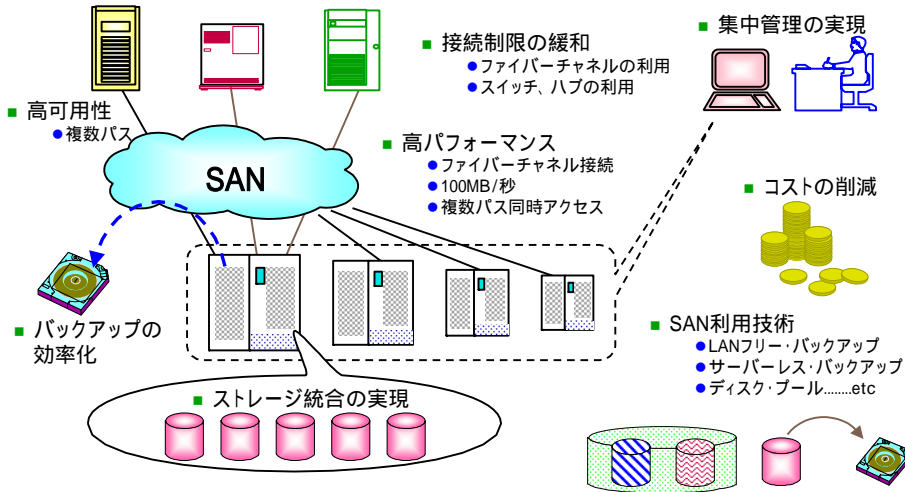 接続制限の緩和
ファイバーチャネルの利用
スイッチ、ハブの利用
集中管理の実現
高可用性
複数パス
高パフォーマンス
ファイバーチャネル接続
100MB/秒
複数パス同時アクセス
SAN
コストの削減
バックアップの
効率化
SAN利用技術
LANフリー・バックアップ
サーバーレス・バックアップ
ディスク・プール........etc
ストレージ統合の実現